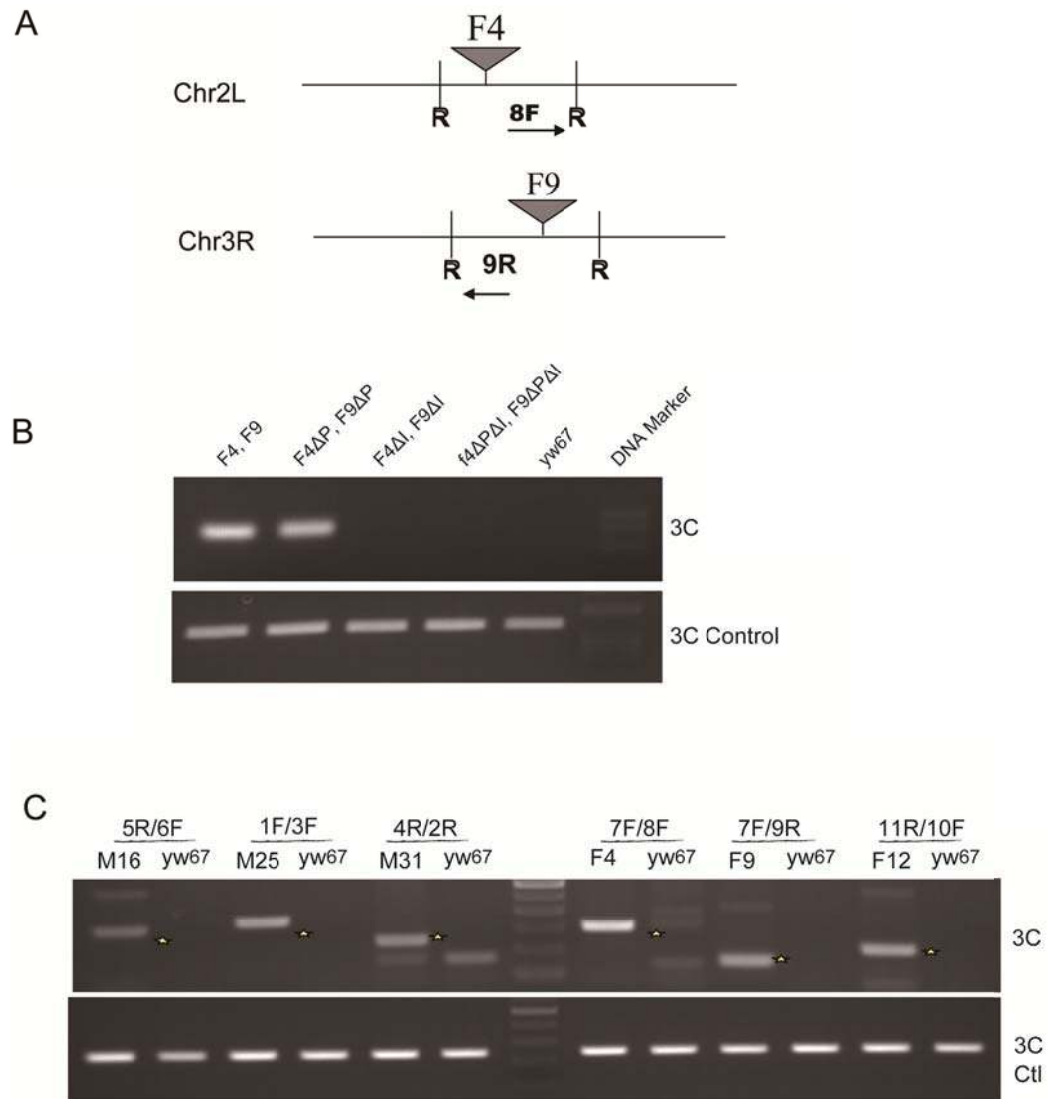 A
F4
Chr2L
R
8F
R
F9
Chr3R
R
9R
R
B
F4, F9
F4ΔP, F9ΔP
F4ΔI, F9ΔI
f4ΔPΔI, F9ΔPΔI
yw67
DNA Marker
3C
3C Control
C
5R/6F 1F/3F 4R/2R 7F/8F 7F/9R 11R/10F
M16 yw67 M25 yw67 M31 yw67 F4 yw67 F9 yw67 F12 yw67
3C
3C
Ctl